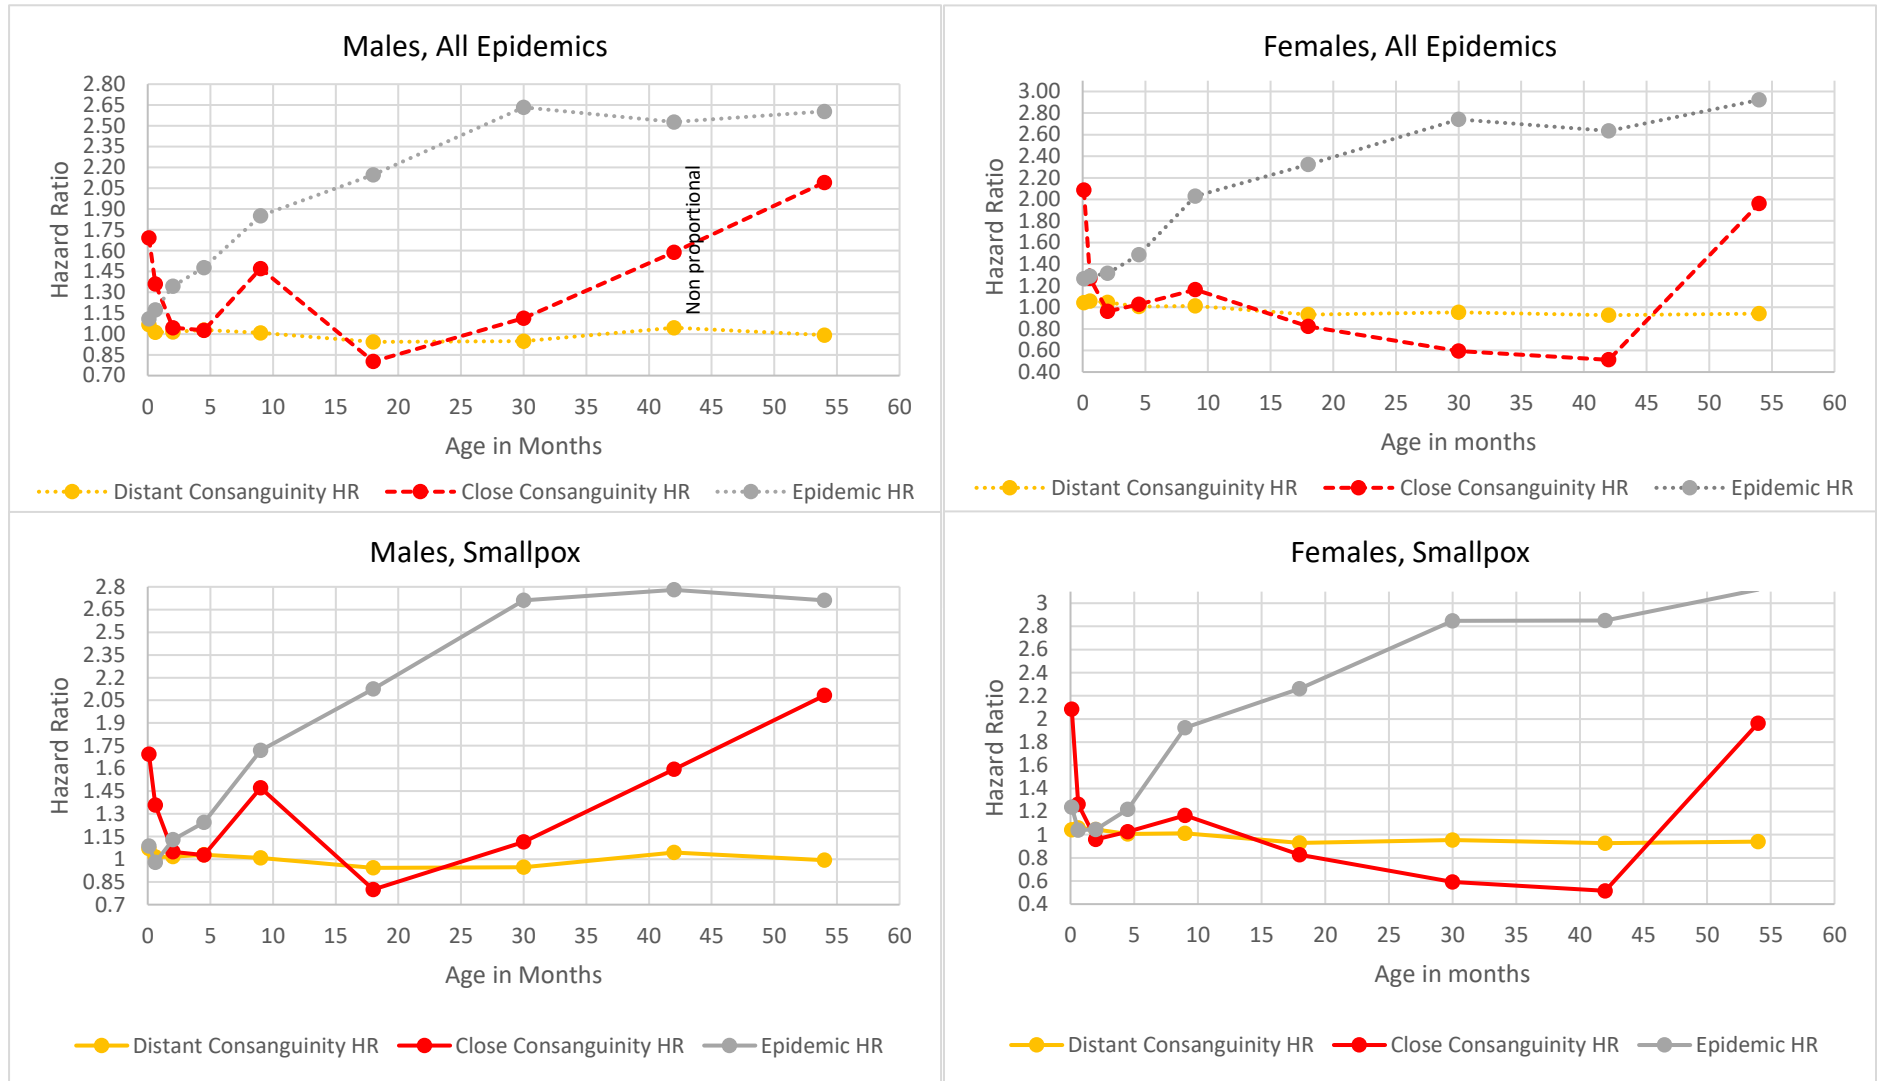 Males, All Epidemics
2.80
2.65
2.50
2.35
2.20
2.05
1.90
1.75
1.60
1.45
1.30
1.15
1.00
0.85
0.70
Hazard Ratio
Non proportional
0 5 10 15 20 25 30 35 40 45 50 55 60
Age in Months
Distant Consanguinity HR Close Consanguinity HR Epidemic HR
Females, All Epidemics
3.00
2.80
2.60
2.40
2.20
2.00
1.80
1.60
1.40
1.20
1.00
0.80
0.60
0.40
Hazard Ratio
0 5 10 15 20 25 30 35 40 45 50 55 60
Age in months
Distant Consanguinity HR Close Consanguinity HR Epidemic HR
Males, Smallpox
2.8
2.65
2.5
2.35
2.2
2.05
1.9
1.75
1.6
1.45
1.3
1.15
1
0.85
0.7
Hazard Ratio
0 5 10 15 20 25 30 35 40 45 50 55 60
Age in Months
Distant Consanguinity HR Close Consanguinity HR Epidemic HR
Females, Smallpox
3
2.8
2.6
2.4
2.2
2
1.8
1.6
1.4
1.2
1
0.8
0.6
0.4
Hazard Ratio
0 5 10 15 20 25 30 35 40 45 50 55 60
Age in months
Distant Consanguinity HR Close Consanguinity HR Epidemic HR